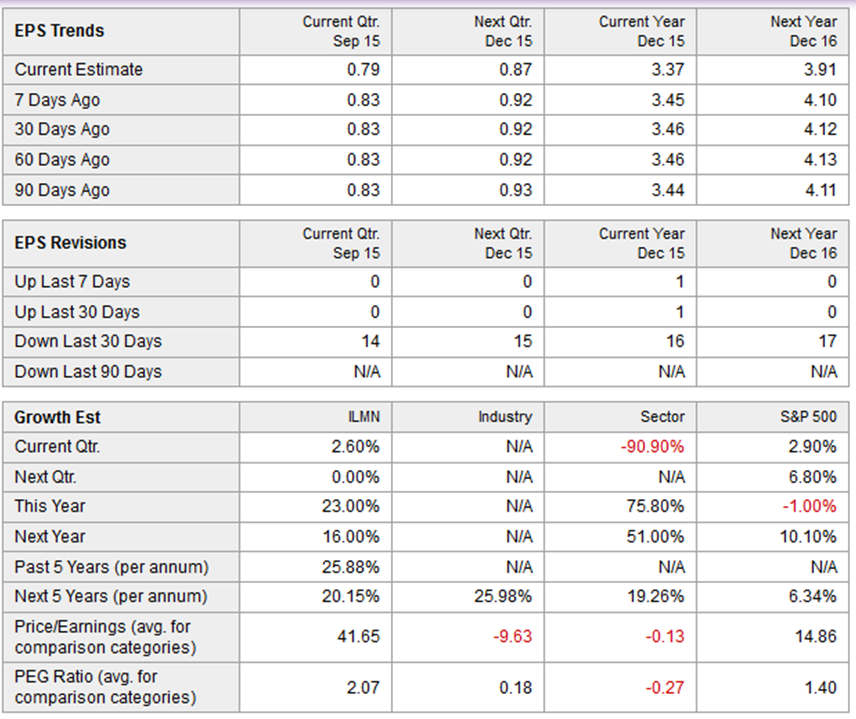 EPS Trends Current Qtr. Next Qtr. Current Year Next Year
Sep 15 Dec 15 Dec 15 Dec 16
Current Estimate 0.79 0.87 3.37 3.91
7 Days Ago 0.83 0.92 3.45 4.10
30 Days Ago 0.83 0.92 3.46 4.12
60 Days Ago 0.83 0.92 3.46 4.13
90 Days Ago 0.83 0.93 3.44 4.11
EPS Revisions Current Qtr. Next Qtr. Current Year Next Year
Sep 15 Dec 15 Dec 15 Dec 16
Up Last 7 Days 0 0 1 0
Up Last 30 Days 0 0 1 0
Down Last 30 Days 14 15 16 17
Down Last 90 Days N/A N/A N/A N/A
Growth Est ILMN Industry Sector S&P 500
Current Qtr. 2.60% N/A -90.90% 2.90%
Next Qtr. 0.00% N/A N/A 6.80%
This Year 23.00% N/A 75.80% -1.00%
Next Year 16.00% N/A 51.00% 10.10%
Past 5 Years (per annum) 25.88% N/A N/A N/A
Next 5 Years (per annum) 20.15% 25.98% 19.26% 6.34%
Price/Earnings (avg. for
comparison categories) 41.65 -9.63 -0.13 14.86
PEG Ratio (avg. for
comparison categories) 2.07 0.18 -0.27 1.40